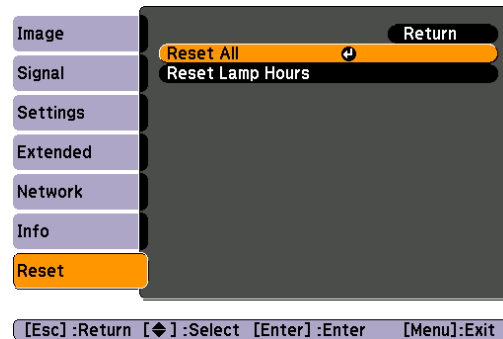 Image
Signal
Settings
Extended
Network
Info
Reset
Return
Reset All
Reset Lamp Hours
[Esc] :Return [◆] :Select [Enter] :Enter [Menu]:Exit